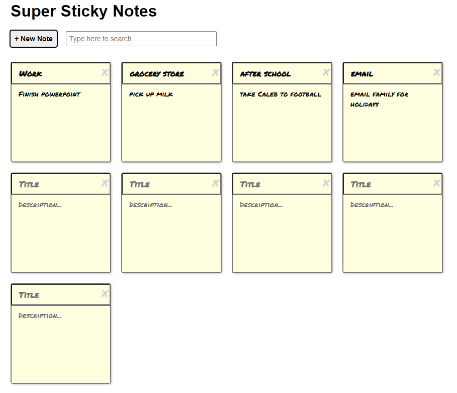 Super Sticky Notes
+ New Note
Type here to search...
Work x
grocery store x
after school x
email x
Finish powerpoint
pick up milk
take Caleb to football
email family for
holidays
Title x
Title x
Title x
Title x
Description...
Description...
Description...
Description...
Title x
Description...